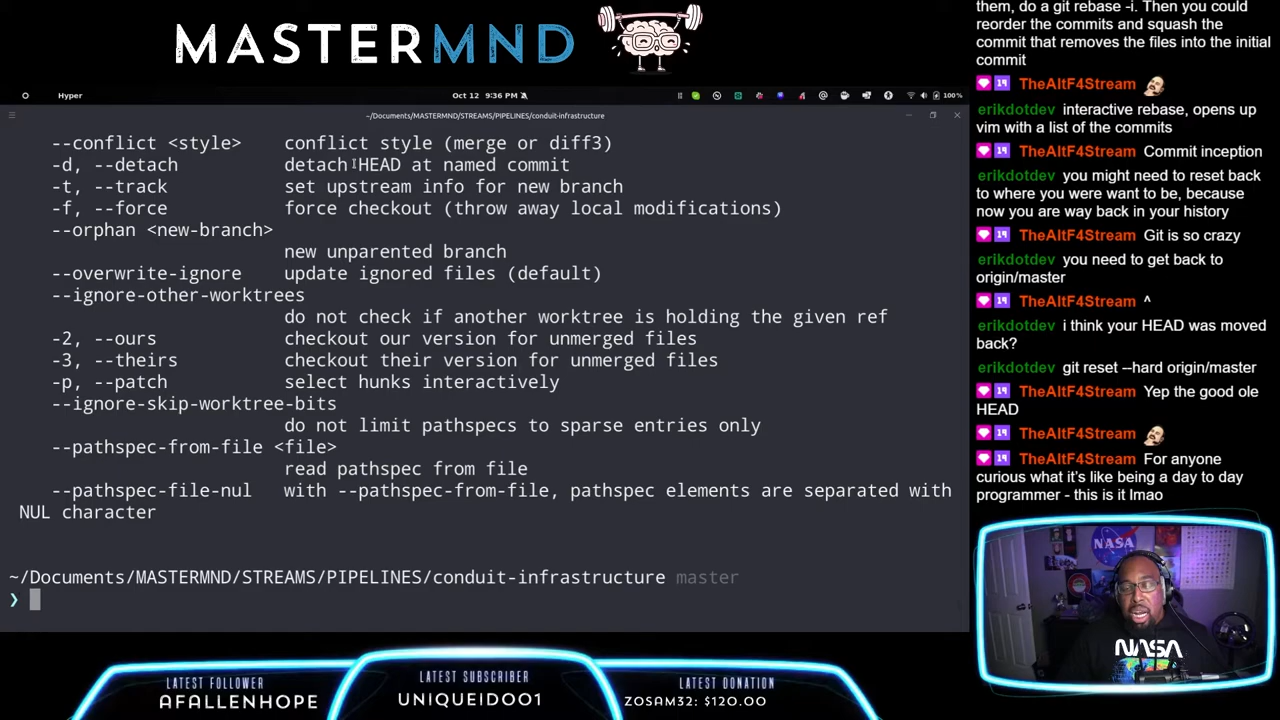 MASTERMND
Hyper
Oct 12 9:36 PM
100%
~/Documents/MASTERMND/STREAMS/PIPELINES/conduit-infrastructure
--conflict <style> conflict style (merge or diff3)
-d, --detach detach HEAD at named commit
-t, --track set upstream info for new branch
-f, --force force checkout (throw away local modifications)
--orphan <new-branch>
new unparented branch
--overwrite-ignore update ignored files (default)
--ignore-other-worktrees
do not check if another worktree is holding the given ref
-2, --ours checkout our version for unmerged files
-3, --theirs checkout their version for unmerged files
-p, --patch select hunks interactively
--ignore-skip-worktree-bits
do not limit pathspecs to sparse entries only
--pathspec-from-file <file>
read pathspec from file
--pathspec-file-nul with --pathspec-from-file, pathspec elements are separated with
NUL character
~/Documents/MASTERMND/STREAMS/PIPELINES/conduit-infrastructure master
❯
them, do a git rebase -i. Then you could
reorder the commits and squash the
commit that removes the files into the initial
commit
19 TheAltF4Stream
erikdotdev interactive rebase, opens up
vim with a list of the commits
19 TheAltF4Stream Commit inception
erikdotdev you might need to reset back
to where you were want to be, because
now you are way back in your history
19 TheAltF4Stream Git is so crazy
erikdotdev you need to get back to
origin/master
19 TheAltF4Stream ^
erikdotdev i think your HEAD was moved
back?
erikdotdev git reset --hard origin/master
19 TheAltF4Stream Yep the good ole
HEAD
19 TheAltF4Stream
19 TheAltF4Stream For anyone
curious what it's like being a day to day
programmer - this is it lmao
NASA
NASA
LATEST FOLLOWER
AFALLENHOPE
LATEST SUBSCRIBER
UNIQUEID001
LATEST DONATION
ZOSAM32: $120.00